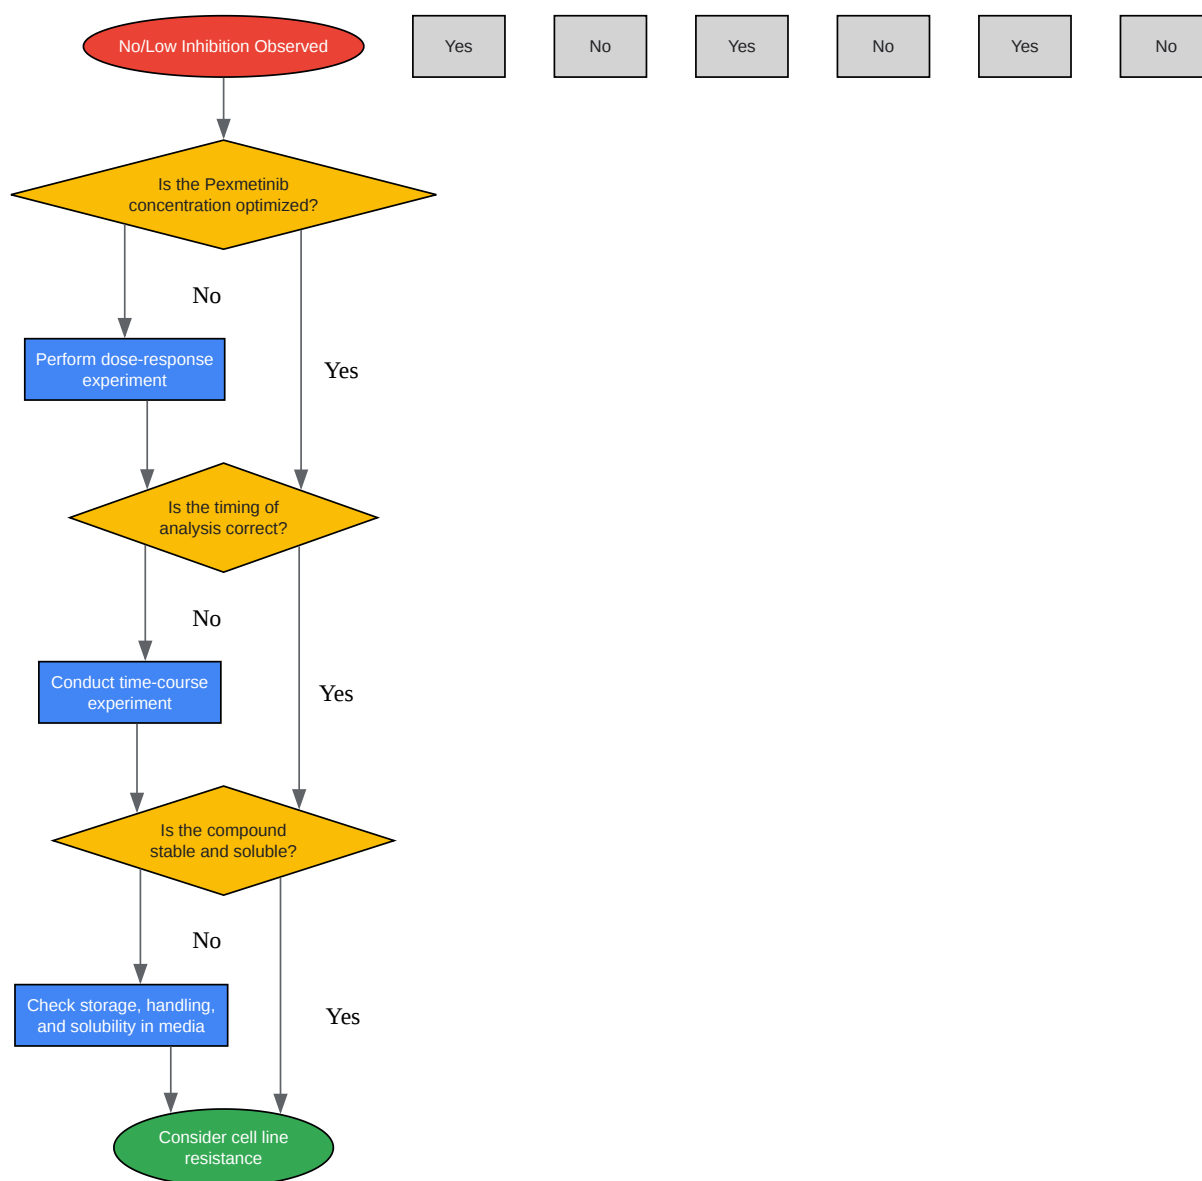 No/Low Inhibition Observed
Yes
No
Yes
No
Yes
No
Is the Pexmetinib
concentration optimized?
No
Perform dose-response
experiment
Yes
Is the timing of
analysis correct?
No
Conduct time-course
experiment
Yes
Is the compound
stable and soluble?
No
Check storage, handling,
and solubility in media
Yes
Consider cell line
resistance